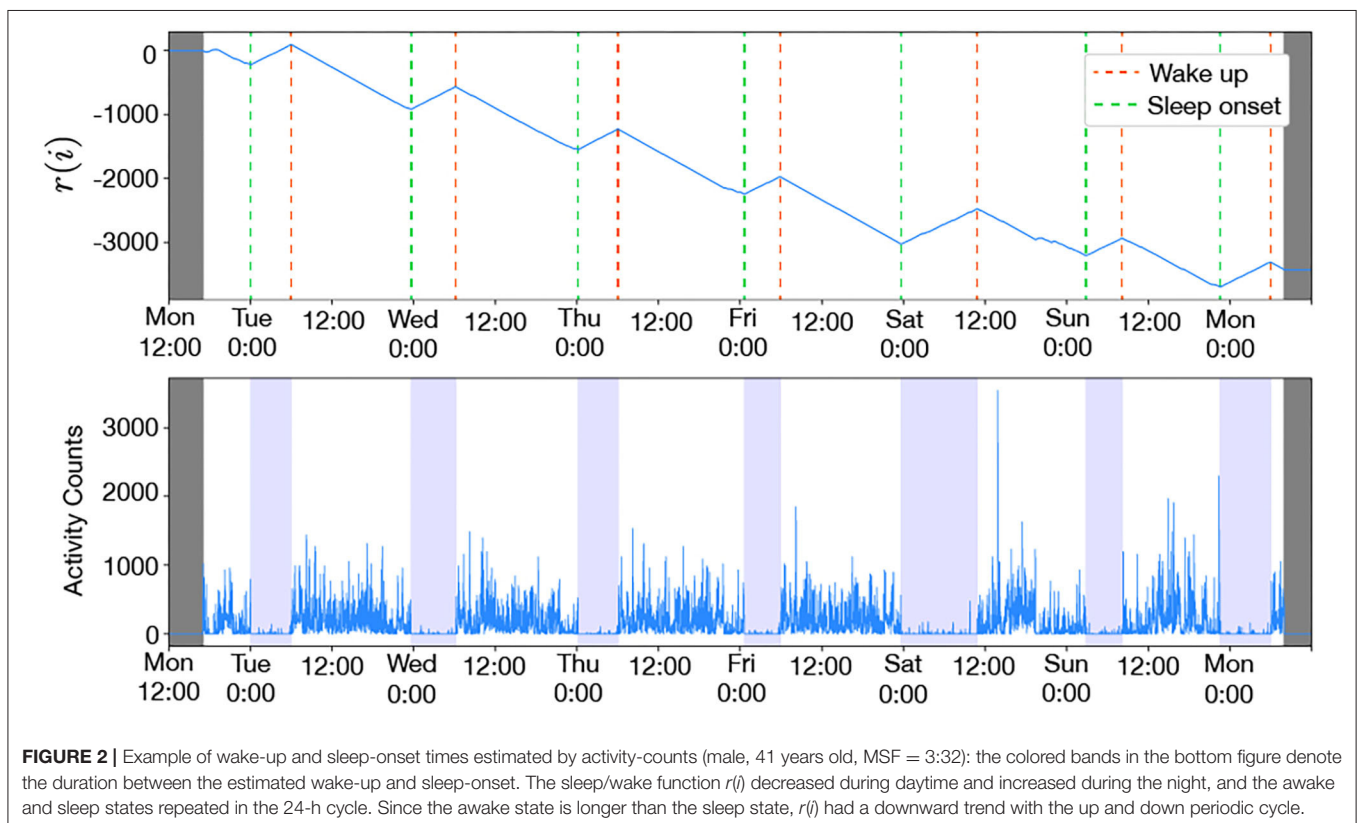 0
-1000
-2000
-3000
r(i)
Wake up
Sleep onset
Mon Tue 12:00 Wed 12:00 Thu 12:00 Fri 12:00 Sat 12:00 Sun 12:00 Mon
12:00 0:00 0:00 0:00 0:00 0:00 0:00 0:00
3000
2000
1000
0
Activity Counts
Mon Tue 12:00 Wed 12:00 Thu 12:00 Fri 12:00 Sat 12:00 Sun 12:00 Mon
12:00 0:00 0:00 0:00 0:00 0:00 0:00 0:00
FIGURE 2 | Example of wake-up and sleep-onset times estimated by activity-counts (male, 41 years old, MSF = 3:32): the colored bands in the bottom figure denote
the duration between the estimated wake-up and sleep-onset. The sleep/wake function r(i) decreased during daytime and increased during the night, and the awake
and sleep states repeated in the 24-h cycle. Since the awake state is longer than the sleep state, r(i) had a downward trend with the up and down periodic cycle.